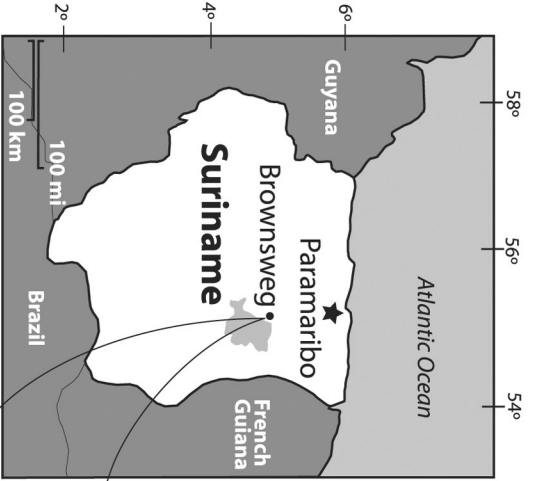 58°
56°
54°
6°
4°
2°
Atlantic Ocean
Guyana
Paramaribo
Brownsweg
Suriname
French
Guiana
Brazil
100 mi
100 km